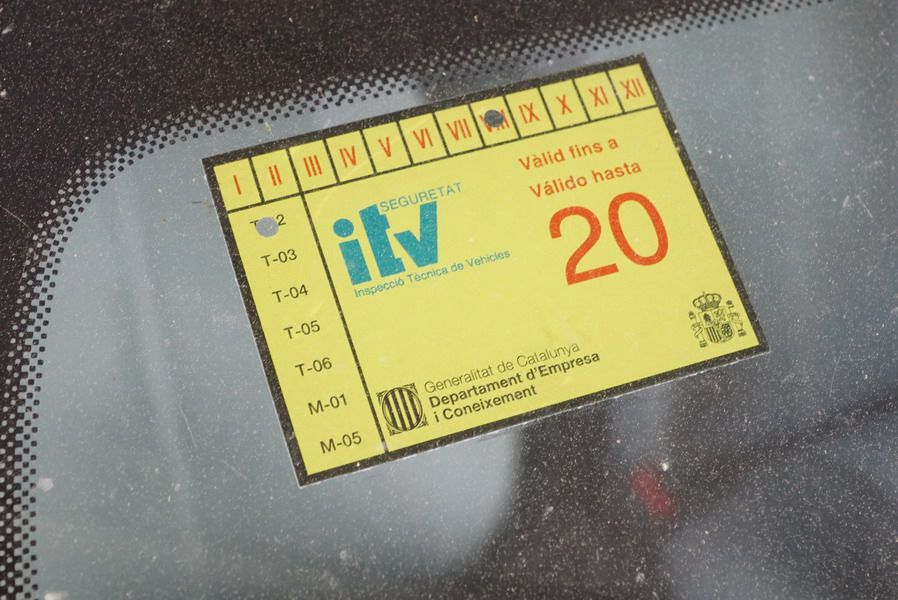 I II III IV V VI VII VIII IX X XI XII
Vàlid fins a
Válido hasta
20
SEGURETAT
itv
Inspecció Tècnica de Vehicles
T-03
T-04
T-05
T-06
M-01
M-05
Generalitat de Catalunya
Departament d'Empresa
i Coneixement